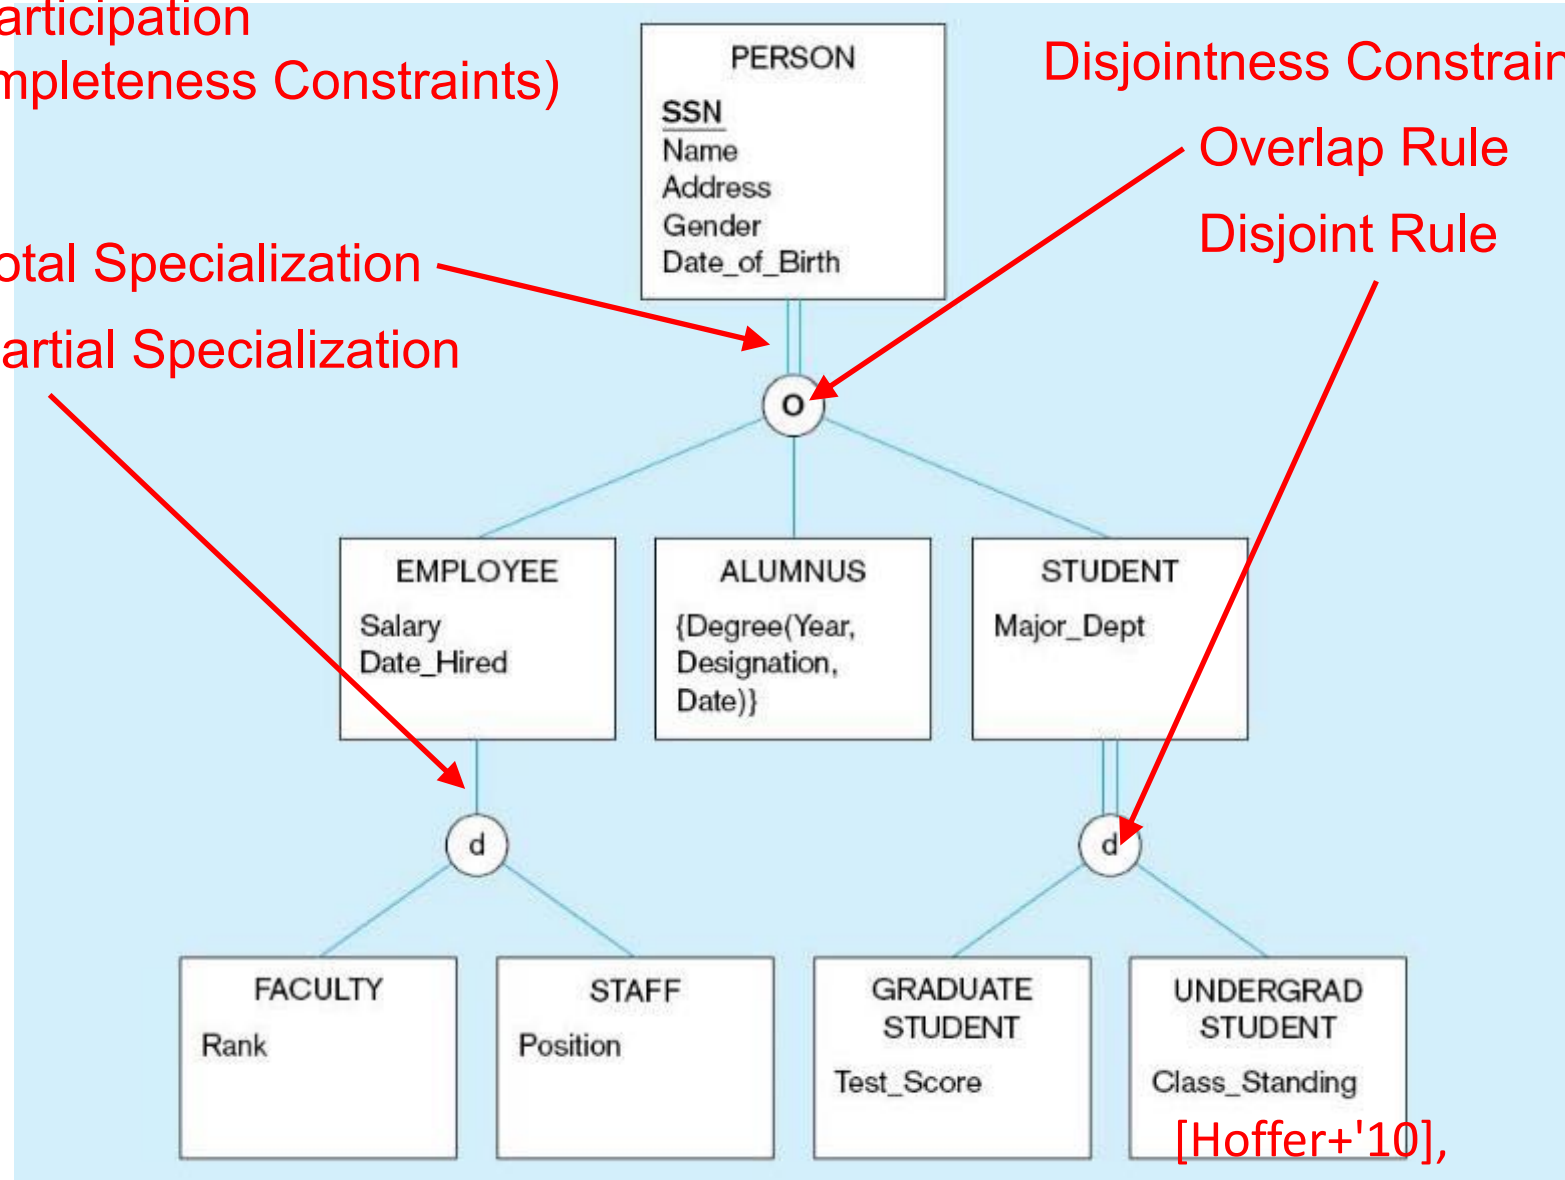 articipation
mpleteness Constraints)
Disjointness Constrain
Overlap Rule
Disjoint Rule
otal Specialization
artial Specialization
PERSON
SSN
Name
Address
Gender
Date_of_Birth
O
EMPLOYEE
Salary
Date_Hired
ALUMNUS
{Degree(Year,
Designation,
Date)}
STUDENT
Major_Dept
d
d
FACULTY
Rank
STAFF
Position
GRADUATE
STUDENT
Test_Score
UNDERGRAD
STUDENT
Class_Standing
[Hoffer+'10],